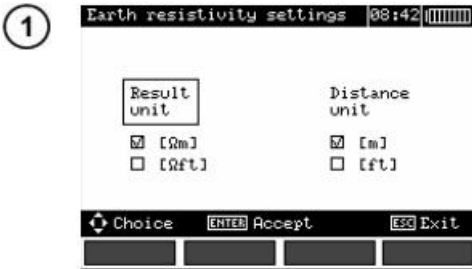 1
Earth resistivity settings 08:42
Result unit
Distance unit
☑ [Ωm]
☑ [m]
☐ [Ωft]
☐ [ft]
Choice ENTER Accept ESC Exit